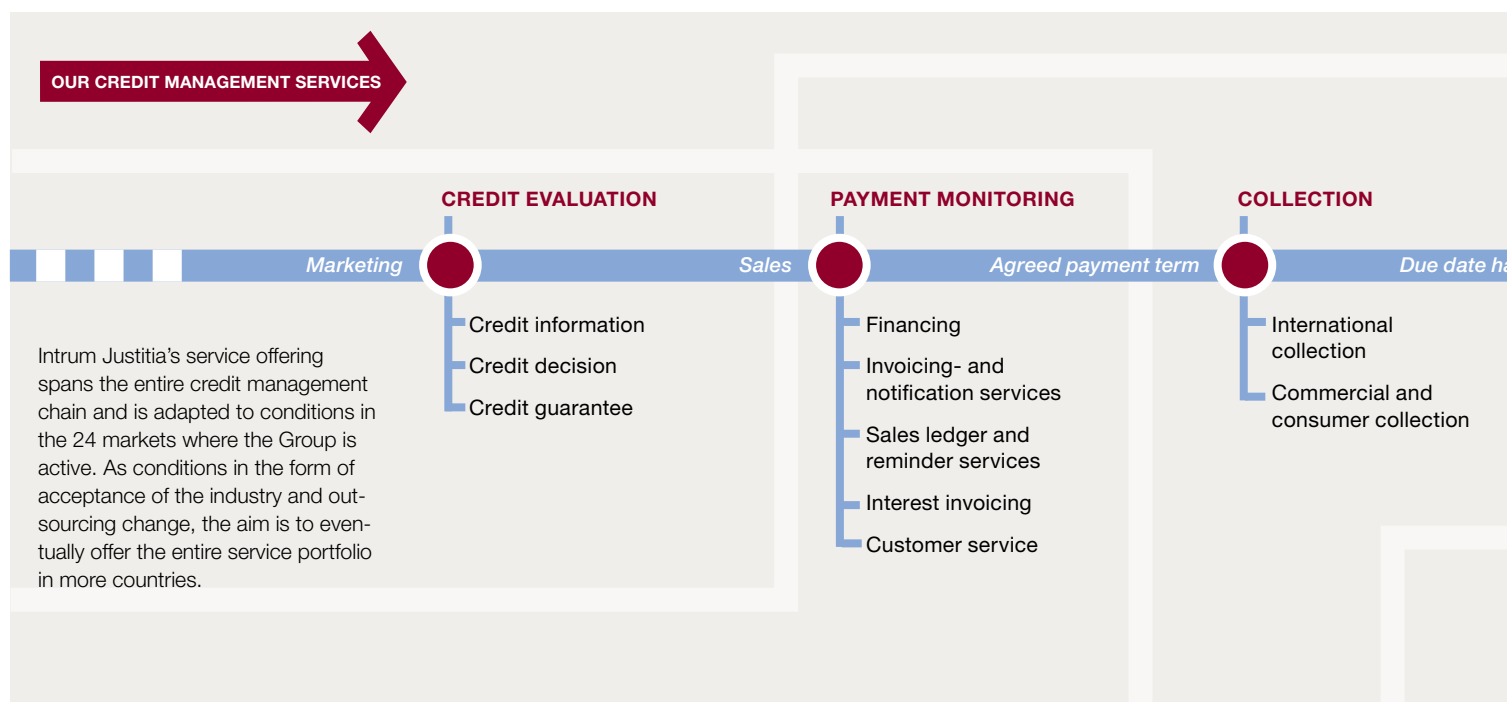 OUR CREDIT MANAGEMENT SERVICES
CREDIT EVALUATION
PAYMENT MONITORING
COLLECTION
Marketing
Sales
Agreed payment term
Due date
Intrum Justitia’s service offering
spans the entire credit management
chain and is adapted to conditions in
the 24 markets where the Group is
active. As conditions in the form of
acceptance of the industry and out-
sourcing change, the aim is to even-
tually offer the entire service portfolio
in more countries.
Credit information
Credit decision
Credit guarantee
Financing
Invoicing- and
notification services
Sales ledger and
reminder services
Interest invoicing
Customer service
International
collection
Commercial and
consumer collection